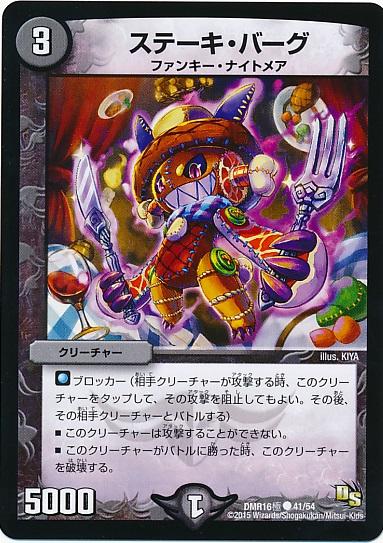 3
ステーキ・バーグ
ファンキー・ナイトメア
illus. KIYA
クリーチャー
ブロッカー(相手クリーチャーが攻撃する時、このクリ
ーチャーをタップして、その攻撃を阻止してもよい。その後、
その相手クリーチャーとバトルする)
■このクリーチャーは攻撃することができない。
■このクリーチャーがバトルに勝った時、このクリーチャー
を破壊する。
5000
DMR16極 ●41/54
©2015 Wizards/Shogakukan/Mitsui-Kids
DS